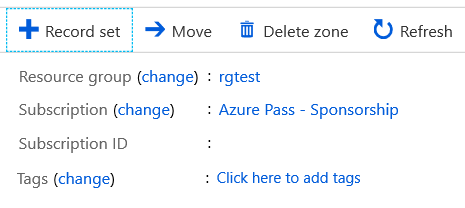 Record set Move Delete zone Refresh
Resource group (change) : rgtest
Subscription (change) : Azure Pass - Sponsorship
Subscription ID :
Tags (change) : Click here to add tags